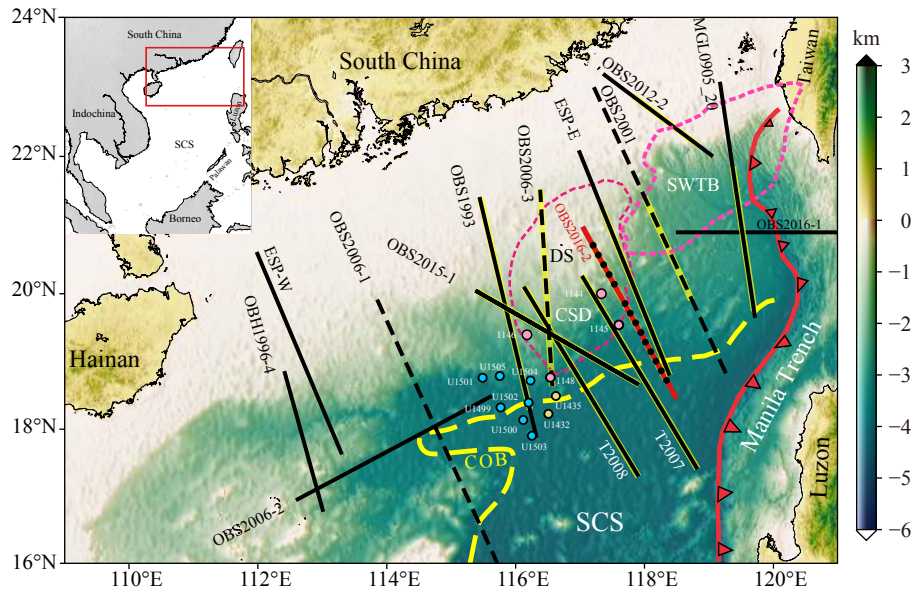 24°N
22°N
20°N
18°N
16°N
110°E
112°E
114°E
116°E
118°E
120°E
South China
Indochina
SCS
Luzon
Palawan
Borneo
South China
Taiwan
MGL0905_20
OBS2012-2
OBS2001
ESP-E
SWTB
OBS2016-1
OBS2006-3
OBS1993
OBS2016-2
DS
OBS2015-1
OBS2006-1
ESP-W
OBH1996-4
CSD
1144
1145
1146
1148
Hainan
U1501
U1505
U1504
U1502
U1499
U1500
U1503
U1435
U1432
COB
OBS2006-2
T2008
T2007
SCS
Manila Trench
Luzon
km
3
2
1
0
−1
−2
−3
−4
−5
−6